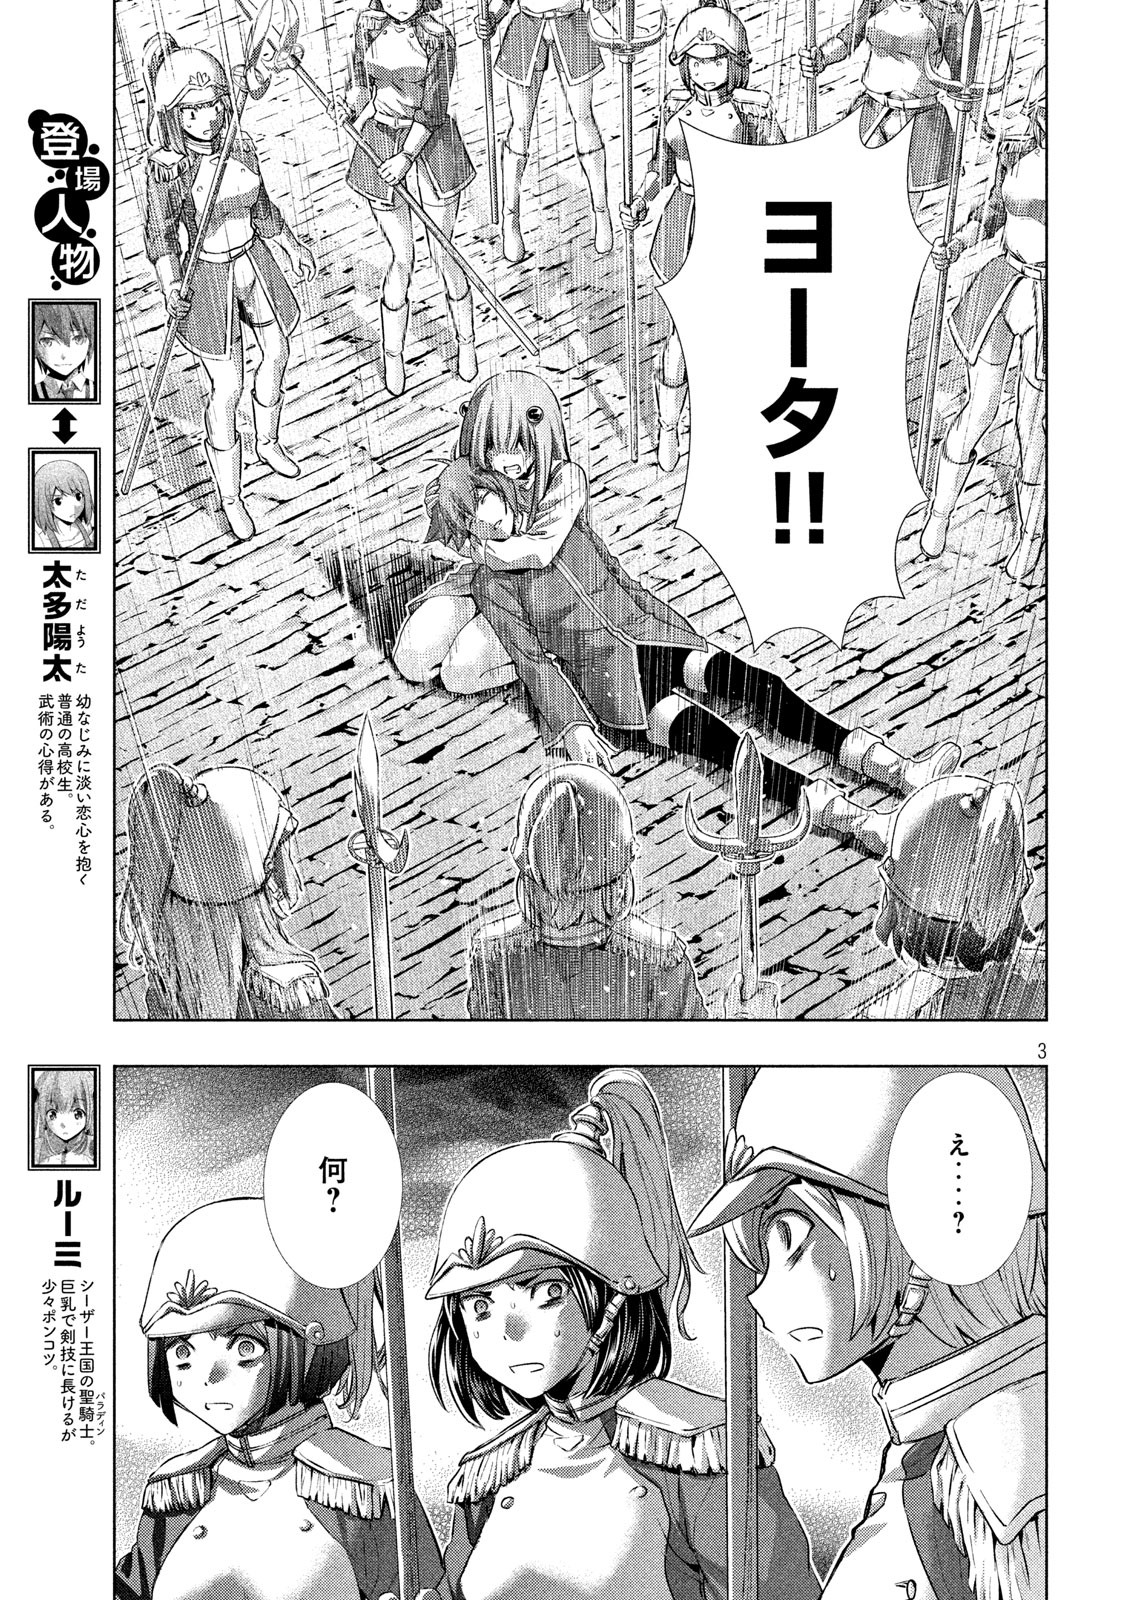 ヨータ!!
3
え‥‥‥?
何?
登場人物
太多陽太
ただようた
幼なじみに淡い恋心を抱く
普通の高校生。
武術の心得がある。
ルーミ
シーザー王国の聖騎士。
パラディン
巨乳で剣技に長けるが
少々ポンコツ。